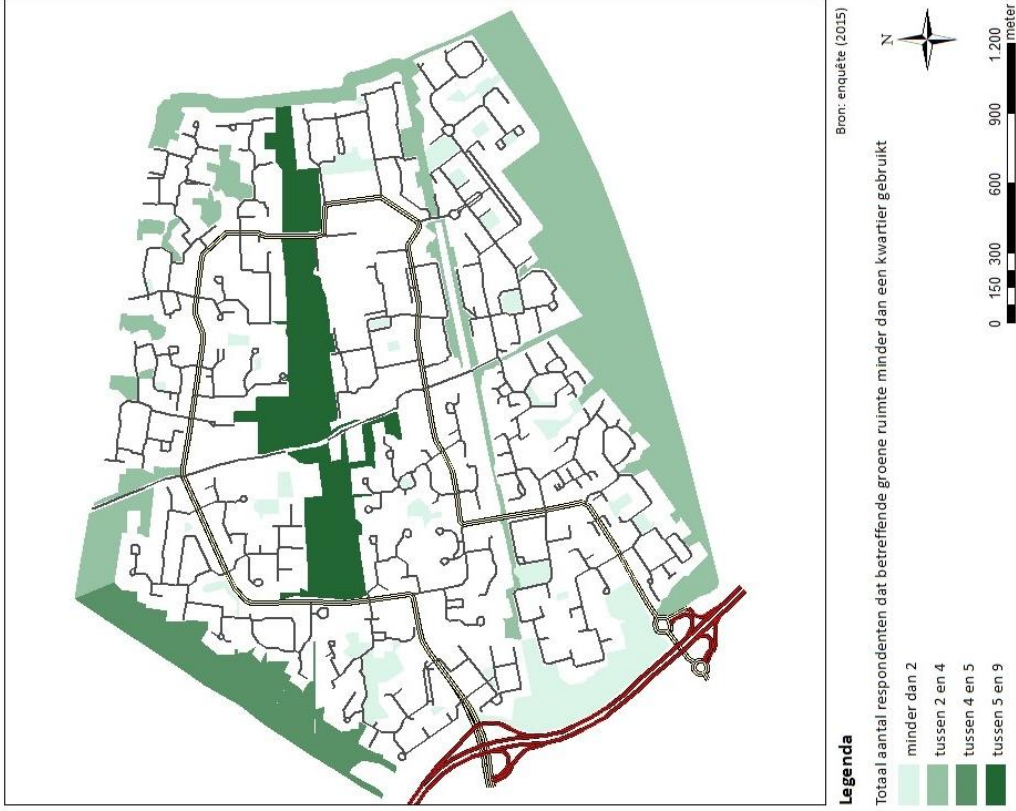 Bron: enquête (2015)
N
Legenda
Totaal aantal respondenten dat betreffende groene ruimte minder dan een kwartier gebruikt
minder dan 2
tussen 2 en 4
tussen 4 en 5
tussen 5 en 9
0 150 300 600 900 1.200
meter